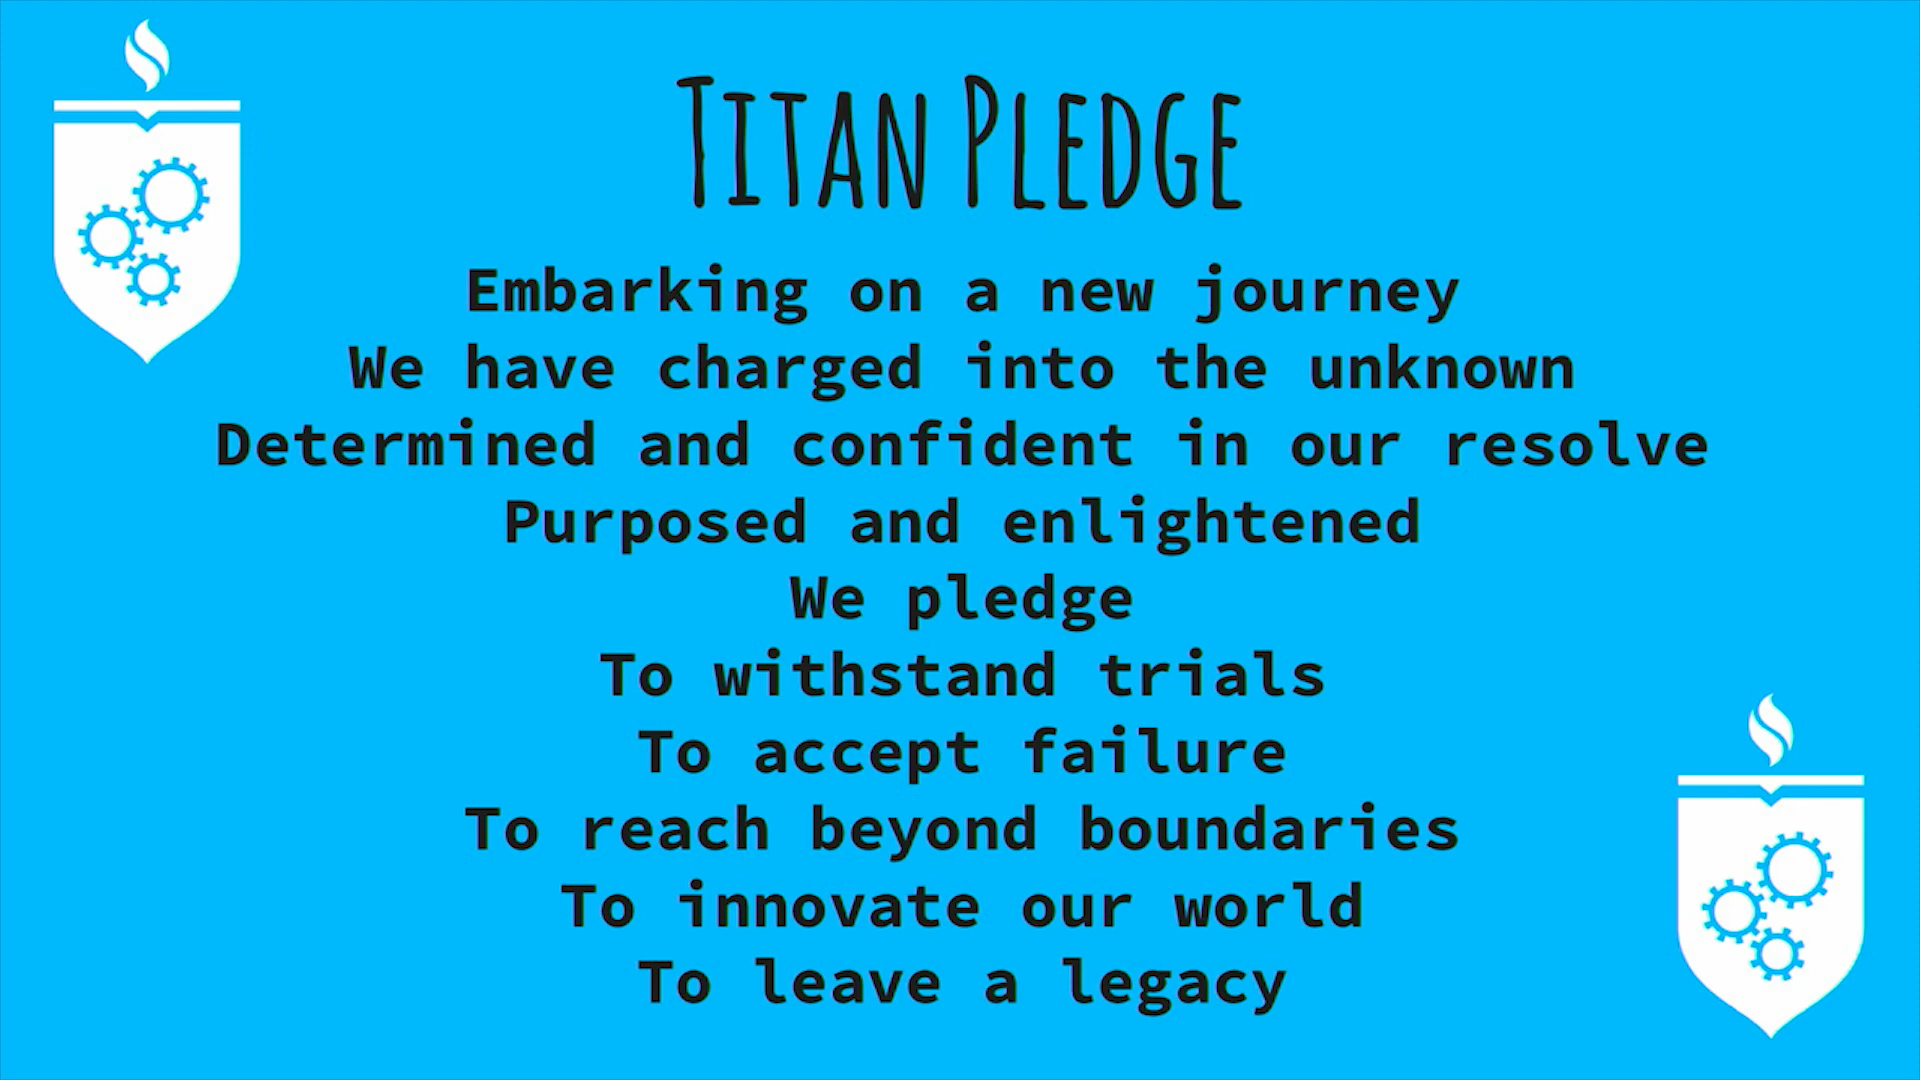 Titan Pledge
Embarking on a new journey
We have charged into the unknown
Determined and confident in our resolve
Purposed and enlightened
We pledge
To withstand trials
To accept failure
To reach beyond boundaries
To innovate our world
To leave a legacy